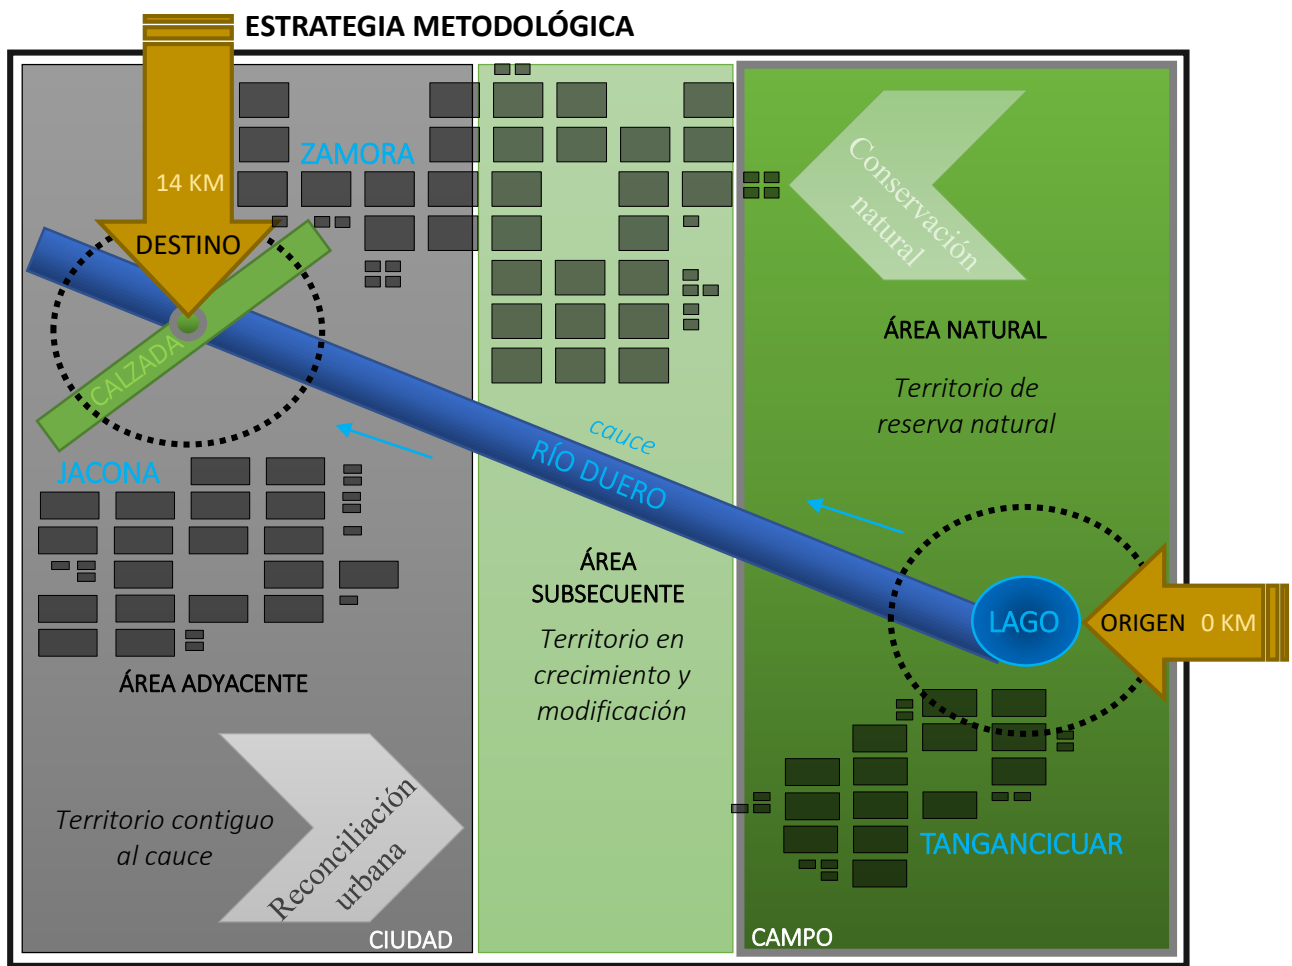 ESTRATEGIA METODOLÓGICA
14 KM
DESTINO
ZAMORA
CALZADA
JACONA
cauce
RÍO DUERO
Conservación
natural
ÁREA NATURAL
Territorio de
reserva natural
ÁREA
SUBSECUENTE
Territorio en
crecimiento y
modificación
LAGO
ORIGEN 0 KM
ÁREA ADYACENTE
Territorio contiguo
al cauce
Reconciliación
urbana
TANGANCICUAR
CIUDAD
CAMPO